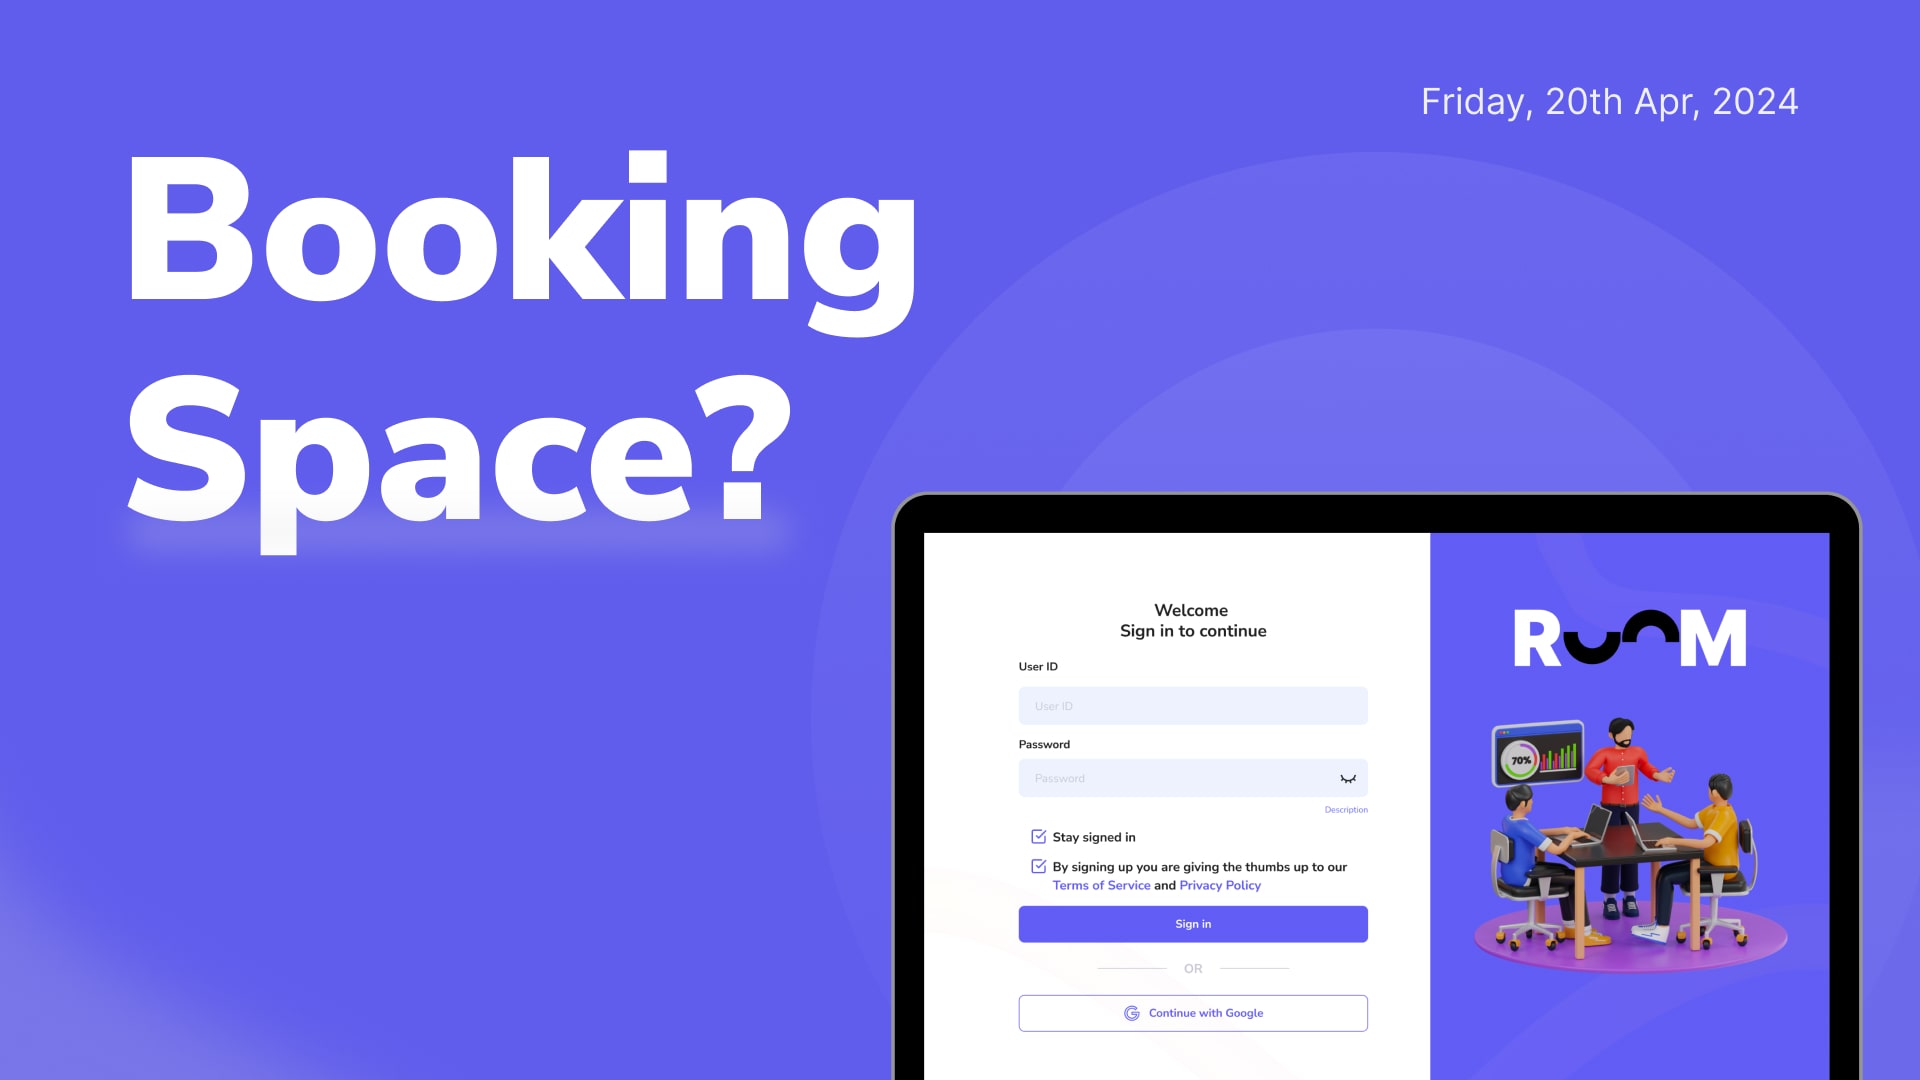 Friday, 20th Apr, 2024
Booking
Space?
Welcome
Sign in to continue
User ID
User ID
Password
Password
Description
Stay signed in
By signing up you are giving the thumbs up to our
Terms of Service and Privacy Policy
Sign in
OR
Continue with Google
ROOM
70%